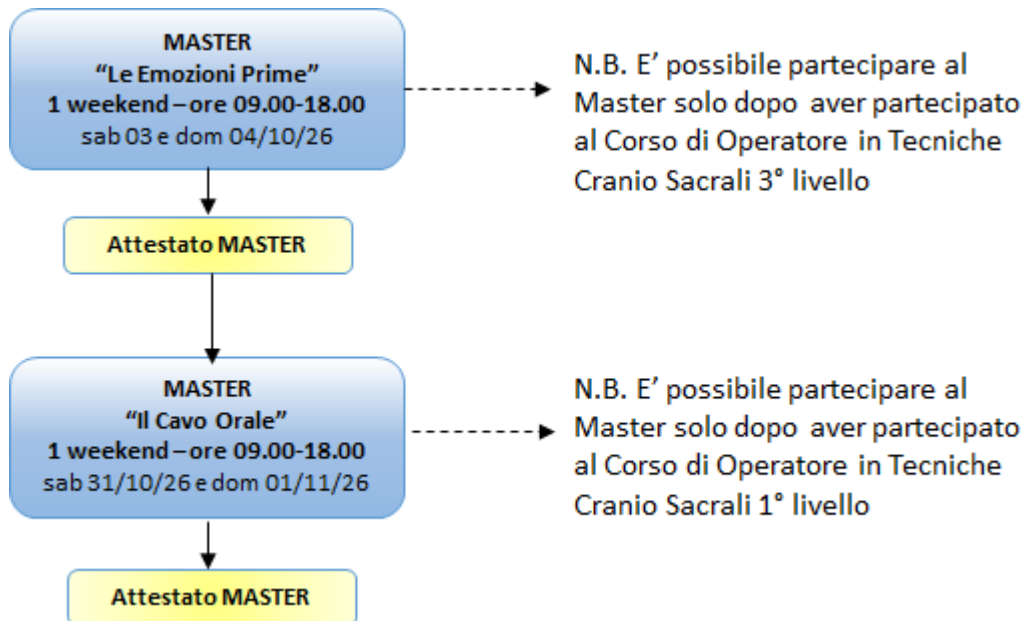 MASTER
“Le Emozioni Prime”
1 weekend – ore 09.00-18.00
sab 03 e dom 04/10/26
N.B. E’ possibile partecipare al
Master solo dopo aver partecipato
al Corso di Operatore in Tecniche
Cranio Sacrali 3° livello
Attestato MASTER
MASTER
“Il Cavo Orale”
1 weekend – ore 09.00-18.00
sab 31/10/26 e dom 01/11/26
N.B. E’ possibile partecipare al
Master solo dopo aver partecipato
al Corso di Operatore in Tecniche
Cranio Sacrali 1° livello
Attestato MASTER